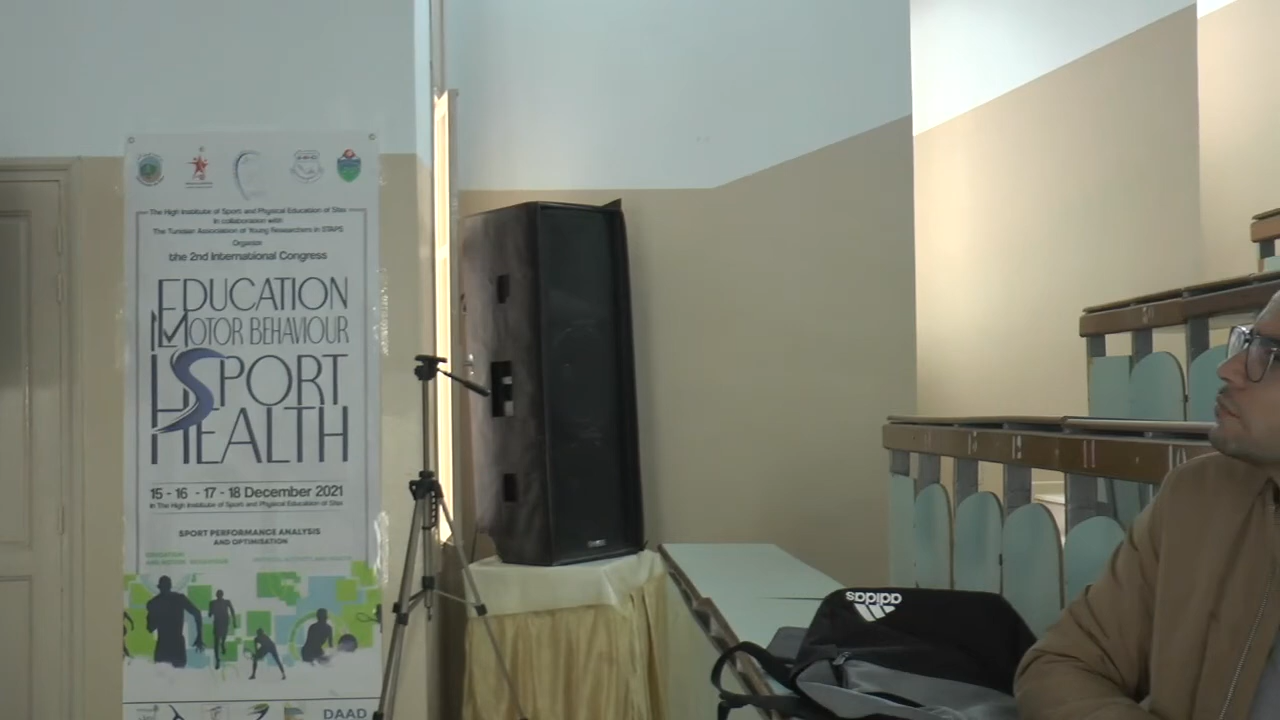 The High Institute of Sport and Physical Education of Sfax
In collaboration with
The Tunisian Association of Young Researchers in STAPS
Organize
the 2nd International Congress
EDUCATION
MOTOR BEHAVIOUR
SPORT
HEALTH
15 - 16 - 17 - 18 December 2021
In The High Institute of Sport and Physical Education of Sfax
SPORT PERFORMANCE ANALYSIS
AND OPTIMISATION
DAAD
adidas